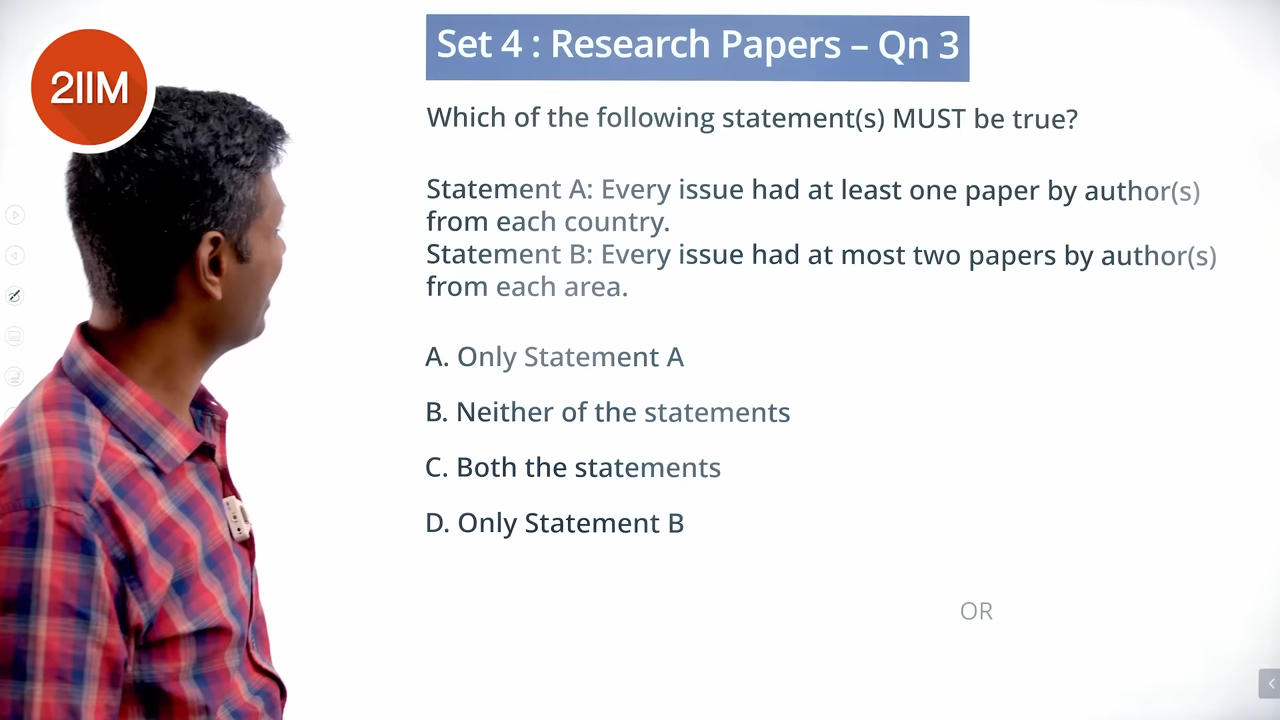 2IIM
Set 4 : Research Papers – Qn 3
Which of the following statement(s) MUST be true?
Statement A: Every issue had at least one paper by author(s)
from each country.
Statement B: Every issue had at most two papers by author(s)
from each area.
A. Only Statement A
B. Neither of the statements
C. Both the statements
D. Only Statement B
OR